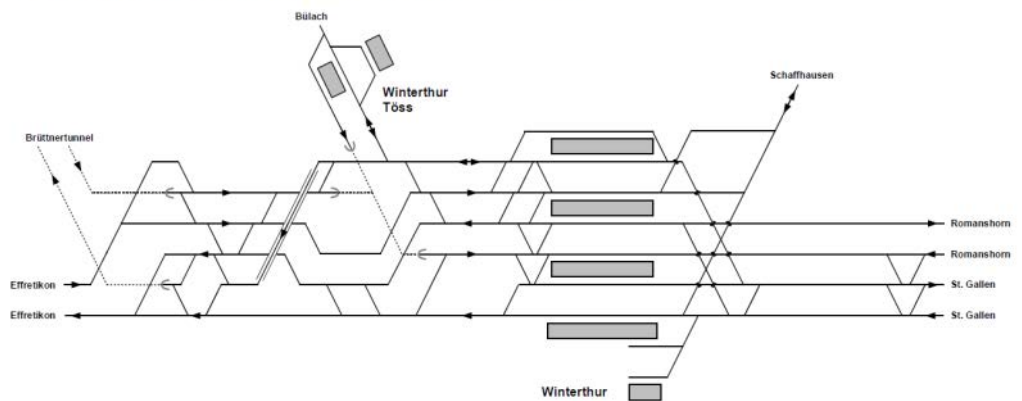 Bülach
Schaffhausen
Winterthur
Töss
Brüttnertunnel
Romanshorn
Romanshorn
Effretikon
St. Gallen
Effretikon
St. Gallen
Winterthur